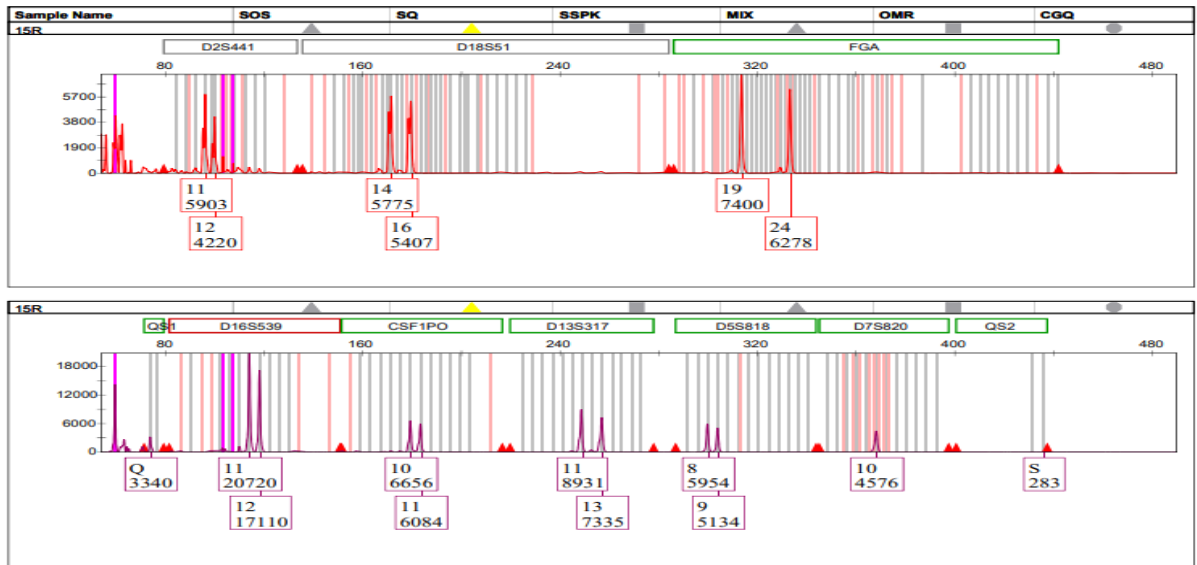 Sample Name SOS SQ SSPK MIX OMR CGQ
15R
D2S441 D18S51 FGA
80 160 240 320 400 480
5700
3800
1900
0
11 14 19
5903 5775 7400
12 16 24
4220 5407 6278
15R
QS1 D16S539 CSF1PO D13S317 D5S818 D7S820 QS2
80 160 240 320 400 480
18000
12000
6000
0
Q 11 10 11 8 10 S
3340 20720 6656 8931 5954 4576 283
12 11 13 9
17110 6084 7335 5134